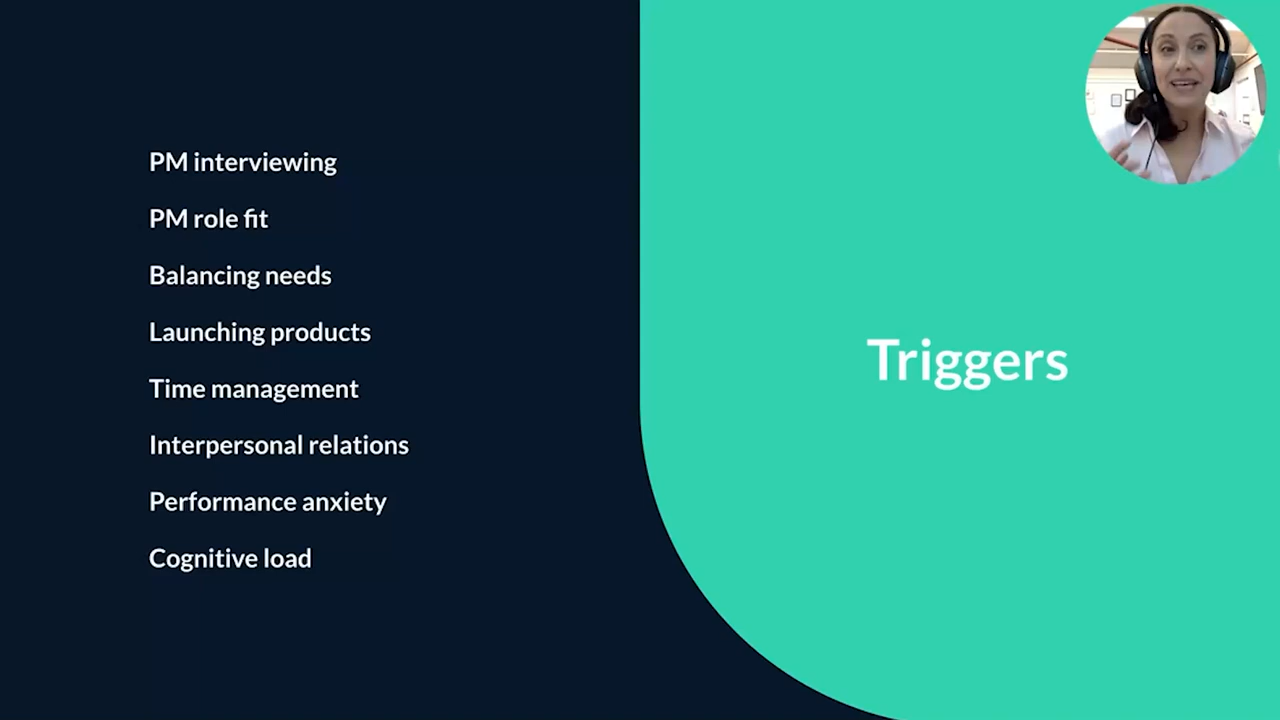 PM interviewing
PM role fit
Balancing needs
Launching products
Time management
Interpersonal relations
Performance anxiety
Cognitive load
Triggers